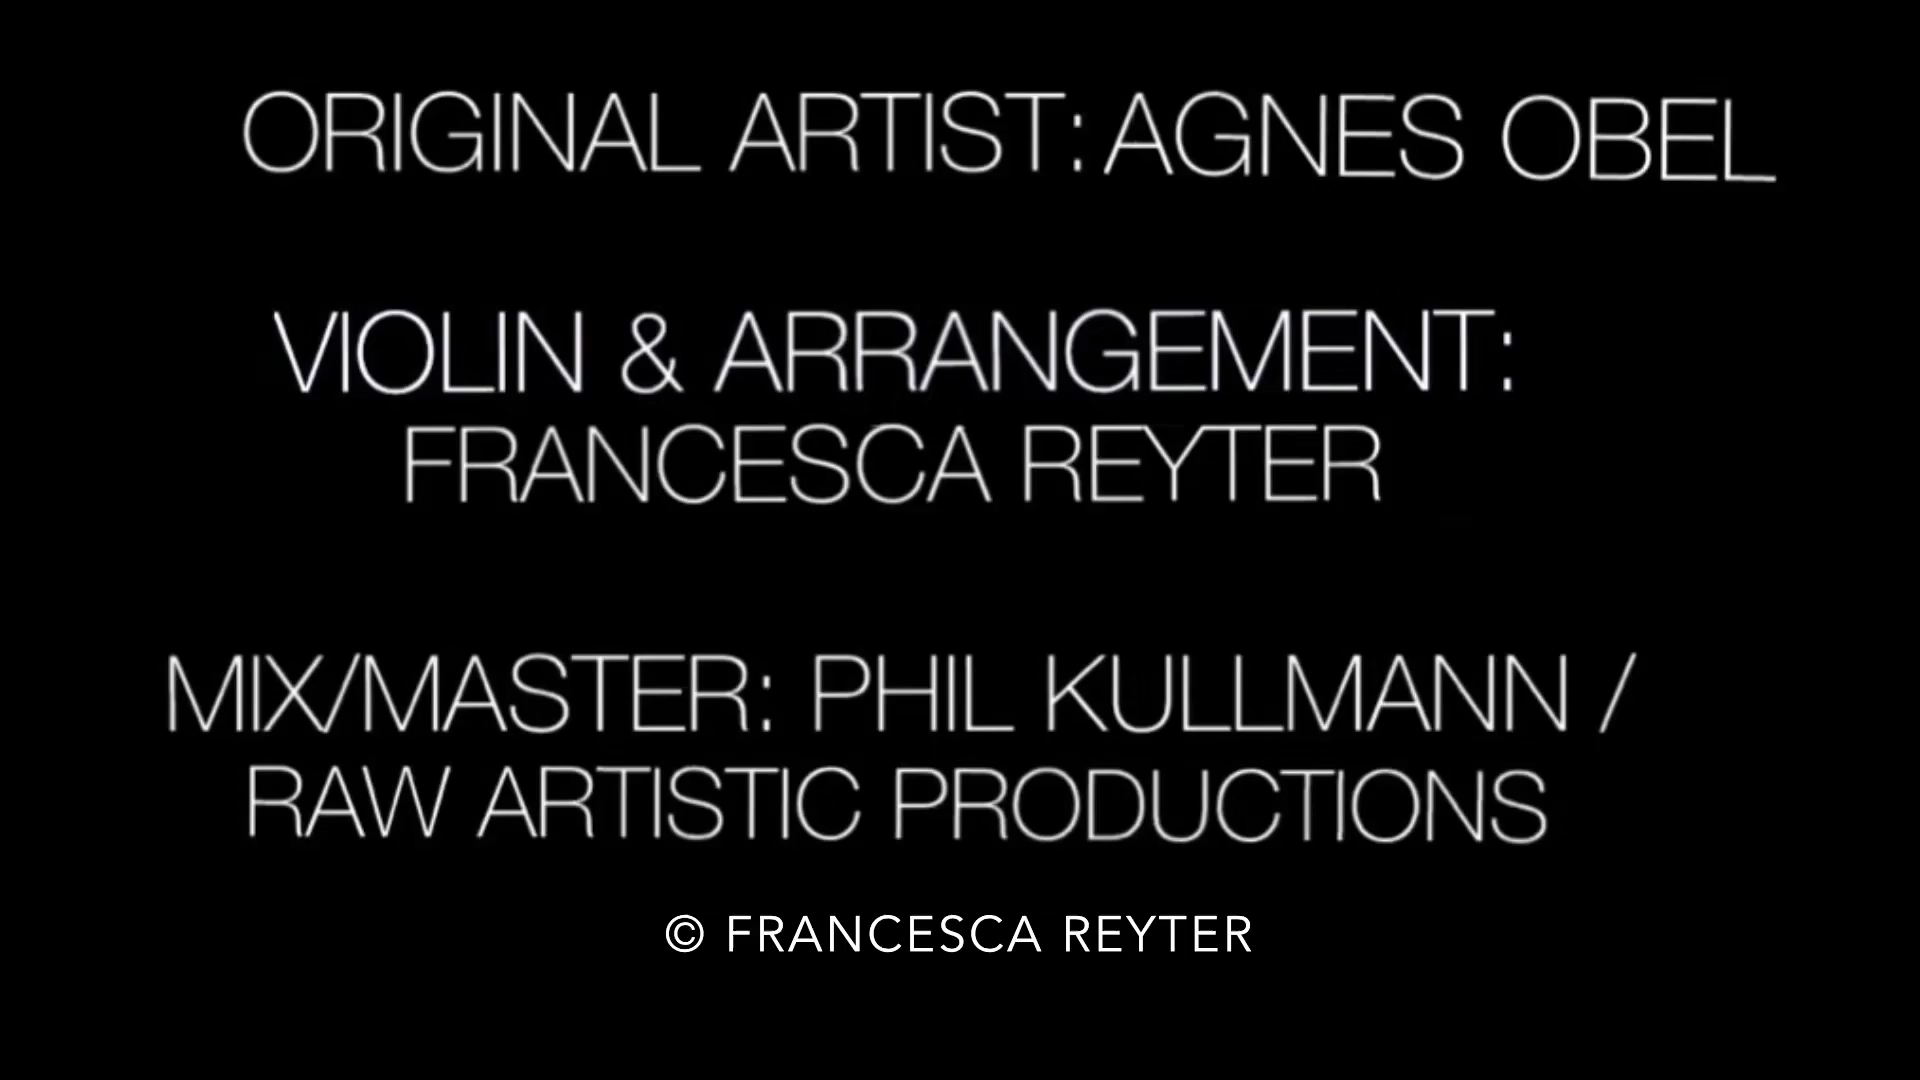 ORIGINAL ARTIST: AGNES OBEL
VIOLIN & ARRANGEMENT:
FRANCESCA REYTER
MIX/MASTER: PHIL KULLMANN /
RAW ARTISTIC PRODUCTIONS
© FRANCESCA REYTER